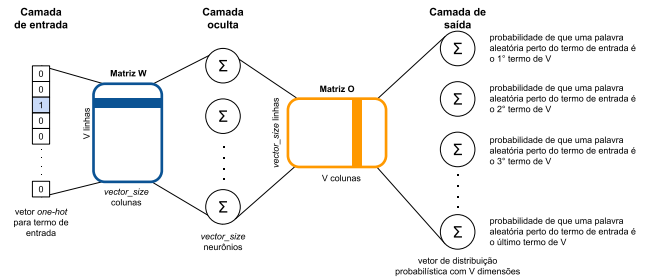 Camada
de entrada
0
0
1
0
0
0
vetor one-hot
para termo de
entrada
Matriz W
V linhas
vector_size
colunas
Camada
oculta
Σ
Σ
Σ
vector_size
neurônios
Matriz O
vector_size linhas
V colunas
Camada de
saída
Σ
probabilidade de que uma palavra
aleatória perto do termo de entrada é
o 1° termo de V
Σ
probabilidade de que uma palavra
aleatória perto do termo de entrada é
o 2° termo de V
Σ
probabilidade de que uma palavra
aleatória perto do termo de entrada é
o 3° termo de V
Σ
probabilidade de que uma palavra
aleatória perto do termo de entrada é
o último termo de V
vetor de distribuição
probabilística com V dimensões